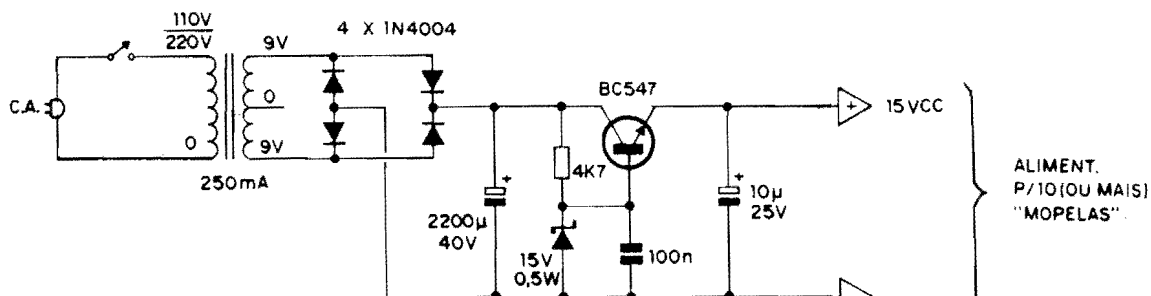 110V
220V
9V
4 X 1N4004
C.A.
0
0
9V
250mA
BC547
+
15VCC
4K7
+
2200µ
40V
15V
0,5W
100n
+
10µ
25V
ALIMENT.
P/10(OU MAIS)
"MOPELAS".